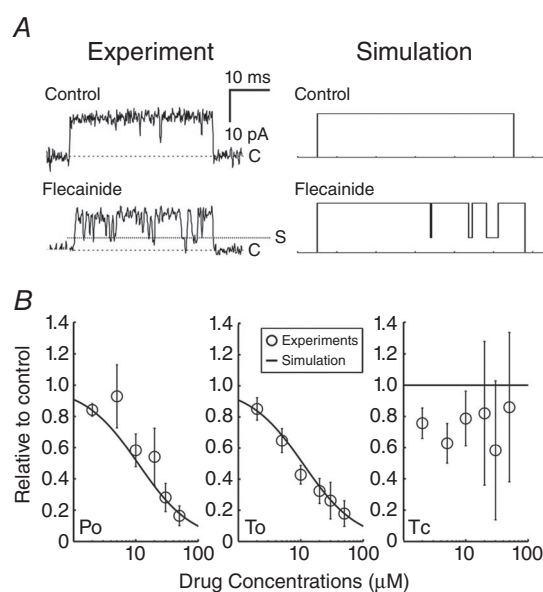 A
Experiment
Simulation
Control
10 ms
10 pA
C
Control
Flecainide
S
C
Flecainide
B
Relative to control
1.4
1.2
1.0
0.8
0.6
0.4
0.2
0
Po
10
100
1.4
1.2
1.0
0.8
0.6
0.4
0.2
0
Experiments
Simulation
To
10
100
1.4
1.2
1.0
0.8
0.6
0.4
0.2
0
Tc
10
100
Drug Concentrations (μM)